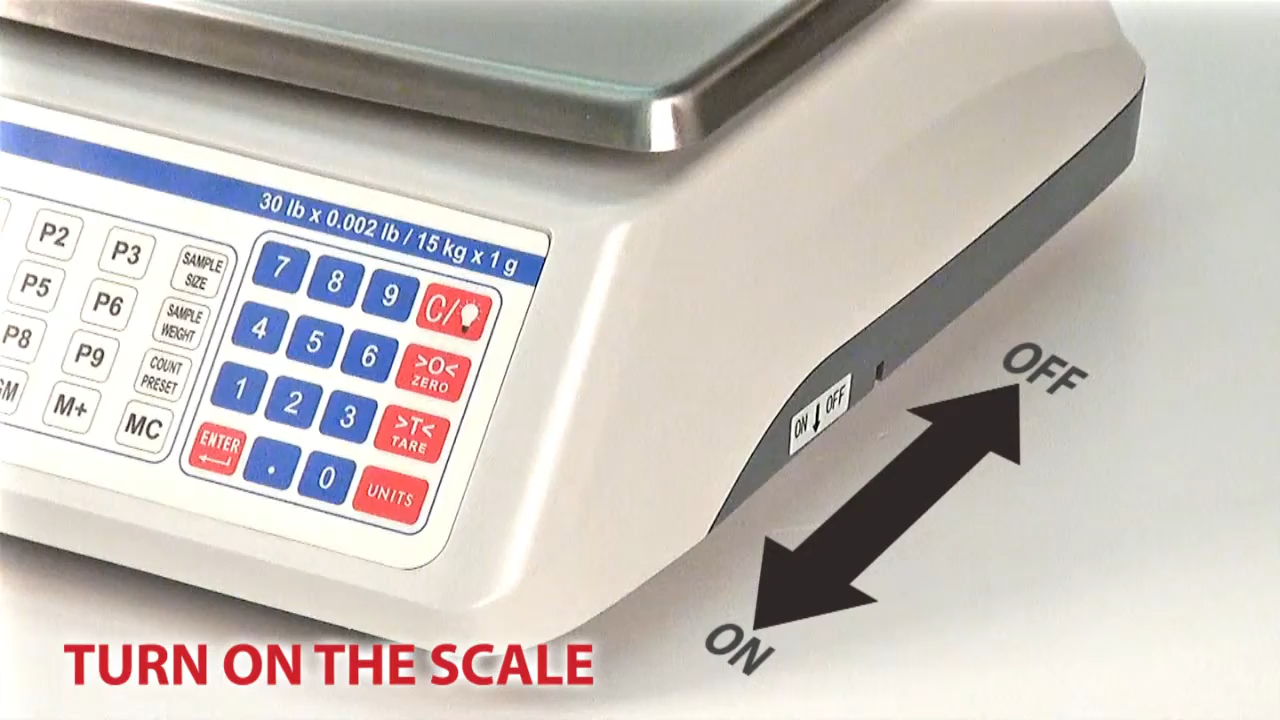 30 lb x 0.002 lb / 15 kg x 1 g
P2 P3 SAMPLE SIZE
P5 P6 SAMPLE WEIGHT
P8 P9 COUNT PRESET
M+ MC
7 8 9 C/
4 5 6 >O< ZERO
1 2 3 >T< TARE
ENTER . 0 UNITS
ON OFF
OFF
ON
TURN ON THE SCALE